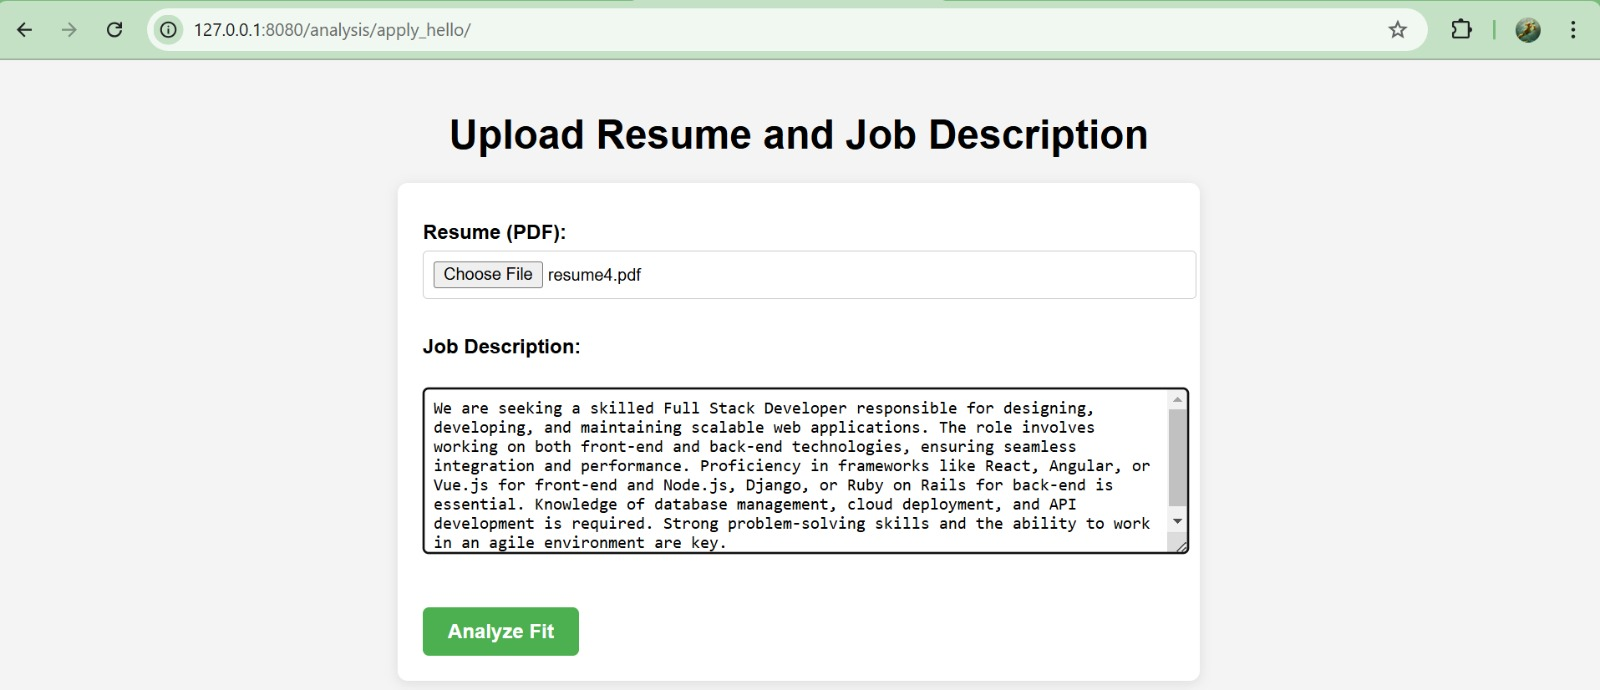 127.0.0.1:8080/analysis/apply_hello/
Upload Resume and Job Description
Resume (PDF):
Choose File resume4.pdf
Job Description:
We are seeking a skilled Full Stack Developer responsible for designing,
developing, and maintaining scalable web applications. The role involves
working on both front-end and back-end technologies, ensuring seamless
integration and performance. Proficiency in frameworks like React, Angular, or
Vue.js for front-end and Node.js, Django, or Ruby on Rails for back-end is
essential. Knowledge of database management, cloud deployment, and API
development is required. Strong problem-solving skills and the ability to work
in an agile environment are key.
Analyze Fit